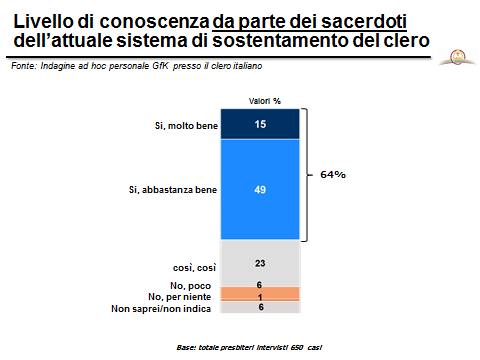 Livello di conoscenza da parte dei sacerdoti
dell'attuale sistema di sostentamento del clero
Fonte: Indagine ad hoc personale GfK presso il clero italiano
Valori %
Si, molto bene 15
64%
Si, abbastanza bene 49
così, così 23
No, poco 6
No, per niente 1
Non saprei/non indica 6
Base: totale presbiteri intervisti 650 casi